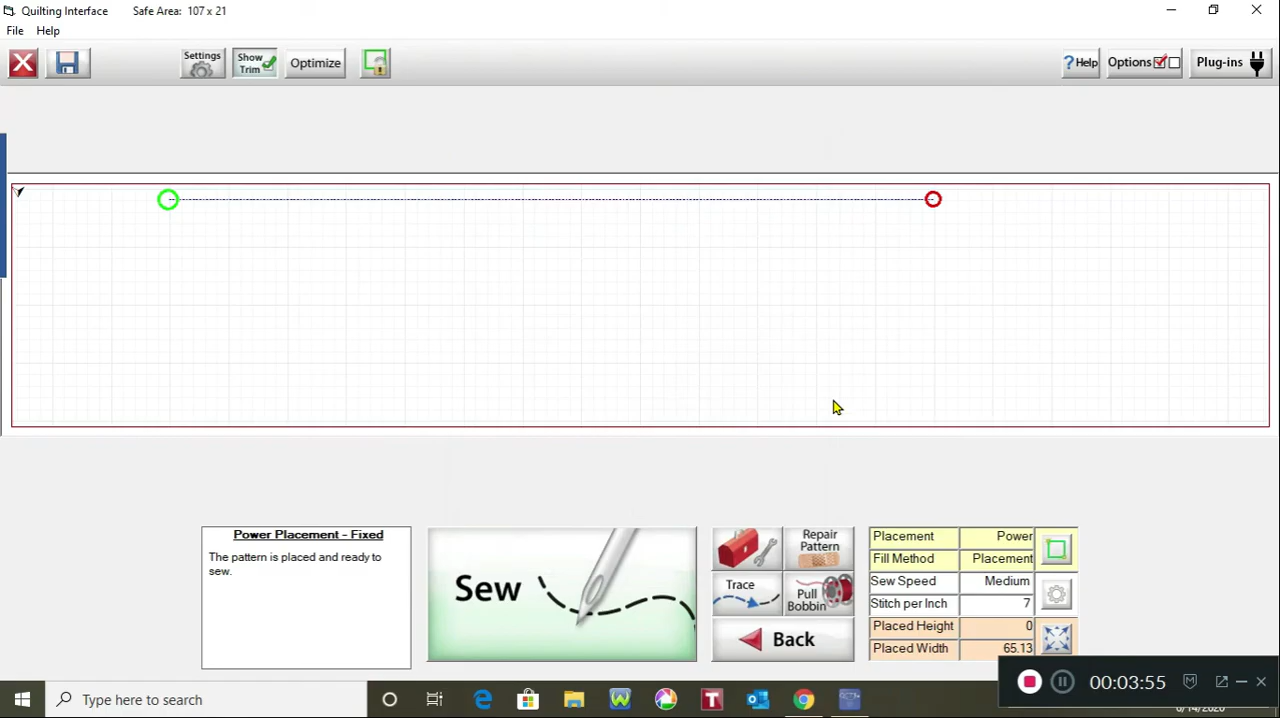 Quilting Interface Safe Area: 107 x 21
File Help
Settings
Show
Trim
Optimize
?Help
Options
Plug-ins
Power Placement - Fixed
The pattern is placed and ready to
sew.
Sew
Repair
Pattern
Trace
Pull
Bobbin
Back
Placement Power
Fill Method Placement
Sew Speed Medium
Stitch per Inch 7
Placed Height 0
Placed Width 65.13
00:03:55
Type here to search